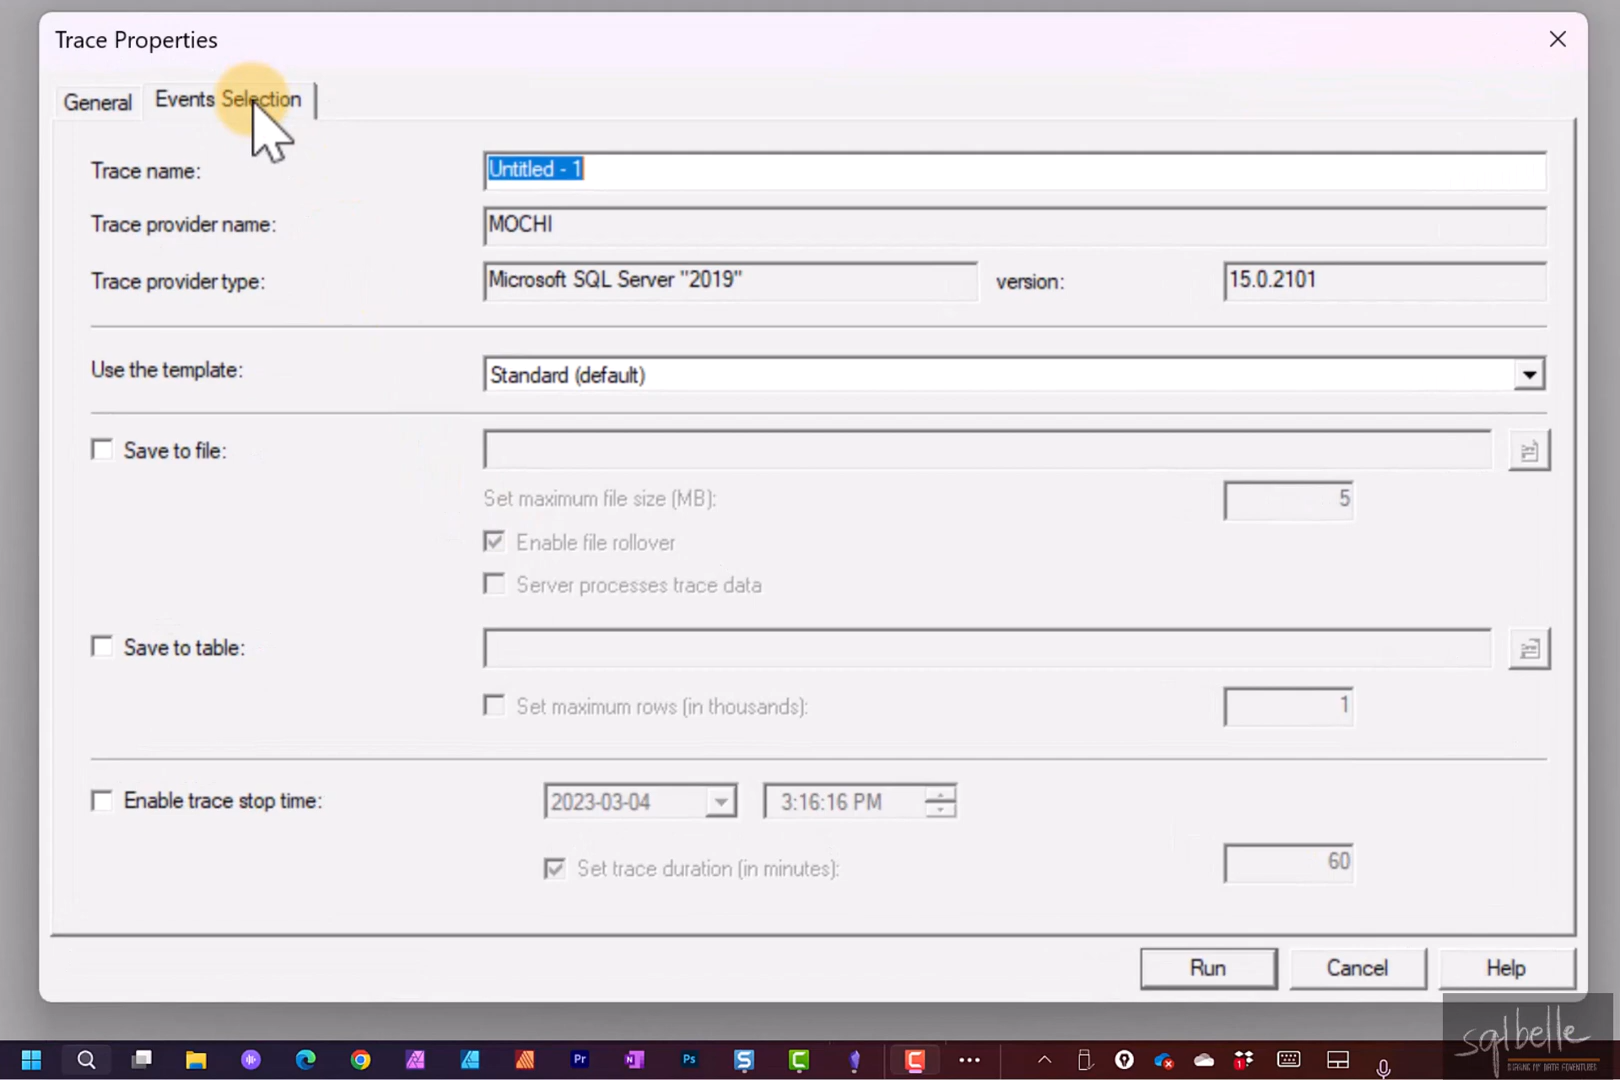 Trace Properties
General
Events Selection
Trace name:
Untitled - 1
Trace provider name:
MOCHI
Trace provider type:
Microsoft SQL Server "2019"
version:
15.0.2101
Use the template:
Standard (default)
Save to file:
Set maximum file size (MB):
5
Enable file rollover
Server processes trace data
Save to table:
Set maximum rows (in thousands):
1
Enable trace stop time:
2023-03-04
3:16:16 PM
Set trace duration (in minutes):
60
Run
Cancel
Help
sqlbelle
Pr
Ps